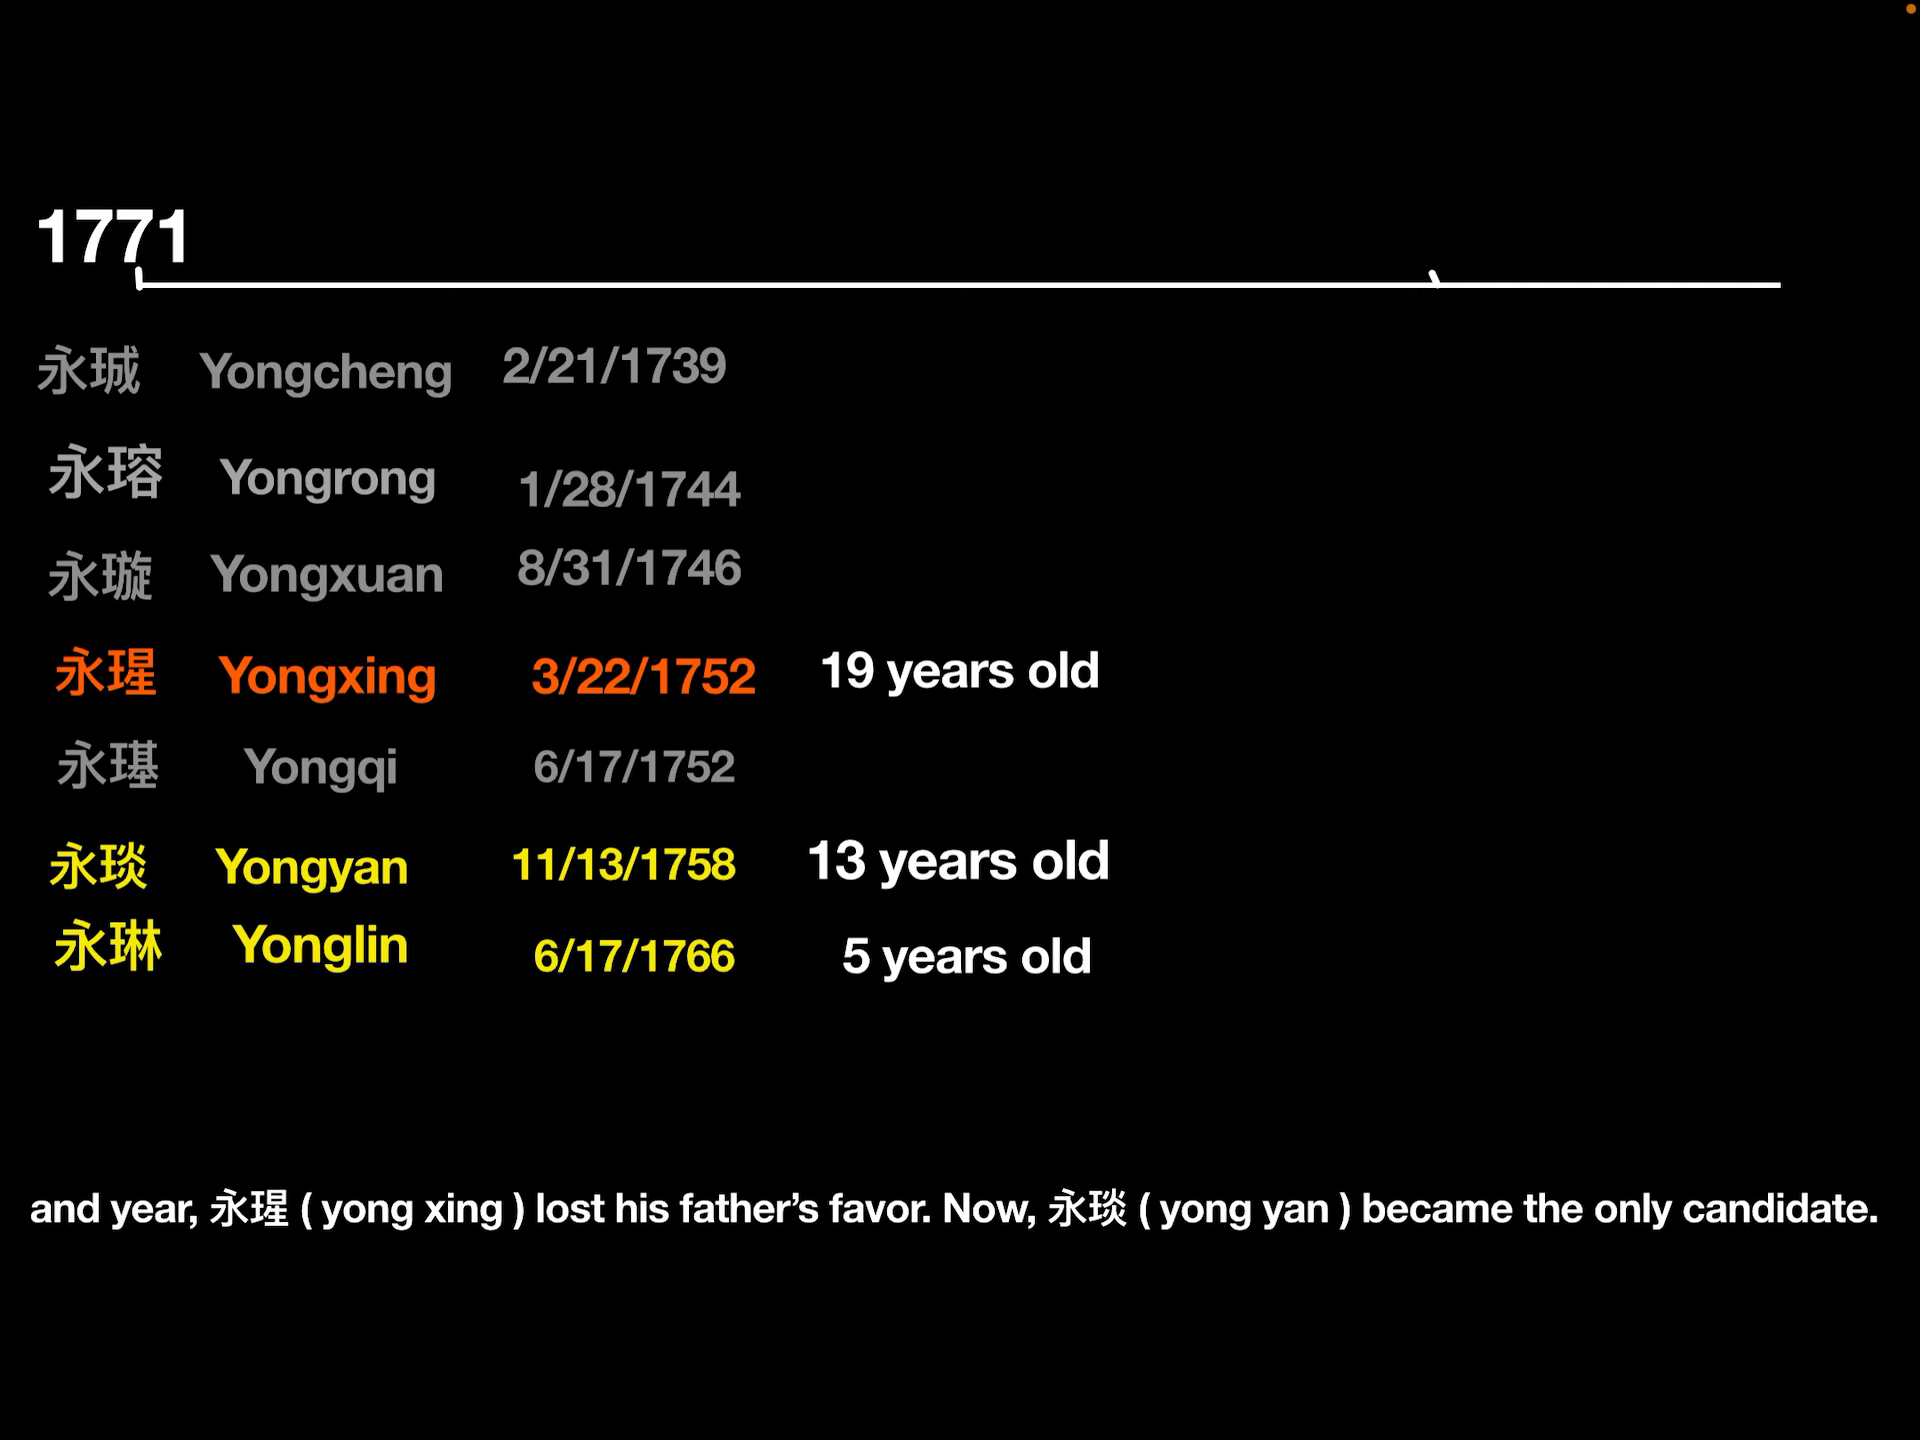 1771
永珹 Yongcheng 2/21/1739
永瑢 Yongrong 1/28/1744
永璇 Yongxuan 8/31/1746
永瑆 Yongxing 3/22/1752 19 years old
永璂 Yongqi 6/17/1752
永琰 Yongyan 11/13/1758 13 years old
永琳 Yonglin 6/17/1766 5 years old
and year, 永瑆 ( yong xing ) lost his father’s favor. Now, 永琰 ( yong yan ) became the only candidate.